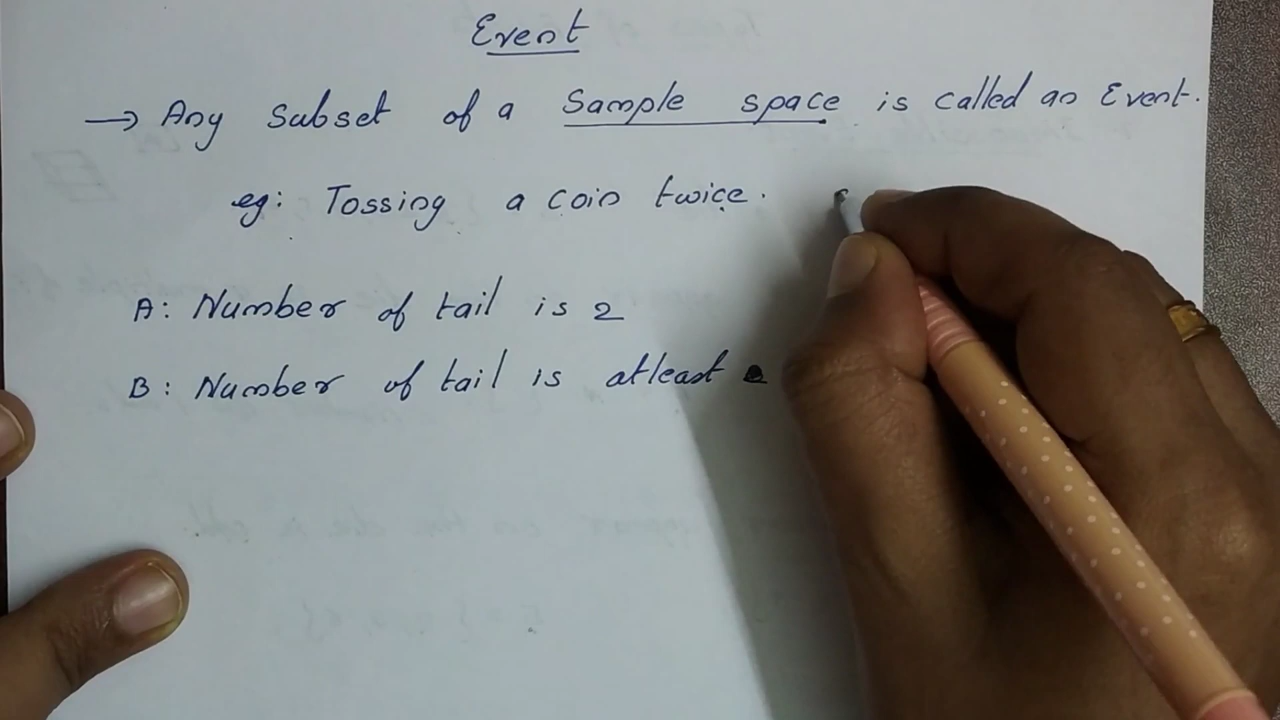 Event
→ Any subset of a Sample space is called an Event.
eg: Tossing a coin twice.
A: Number of tail is 2
B: Number of tail is atleast